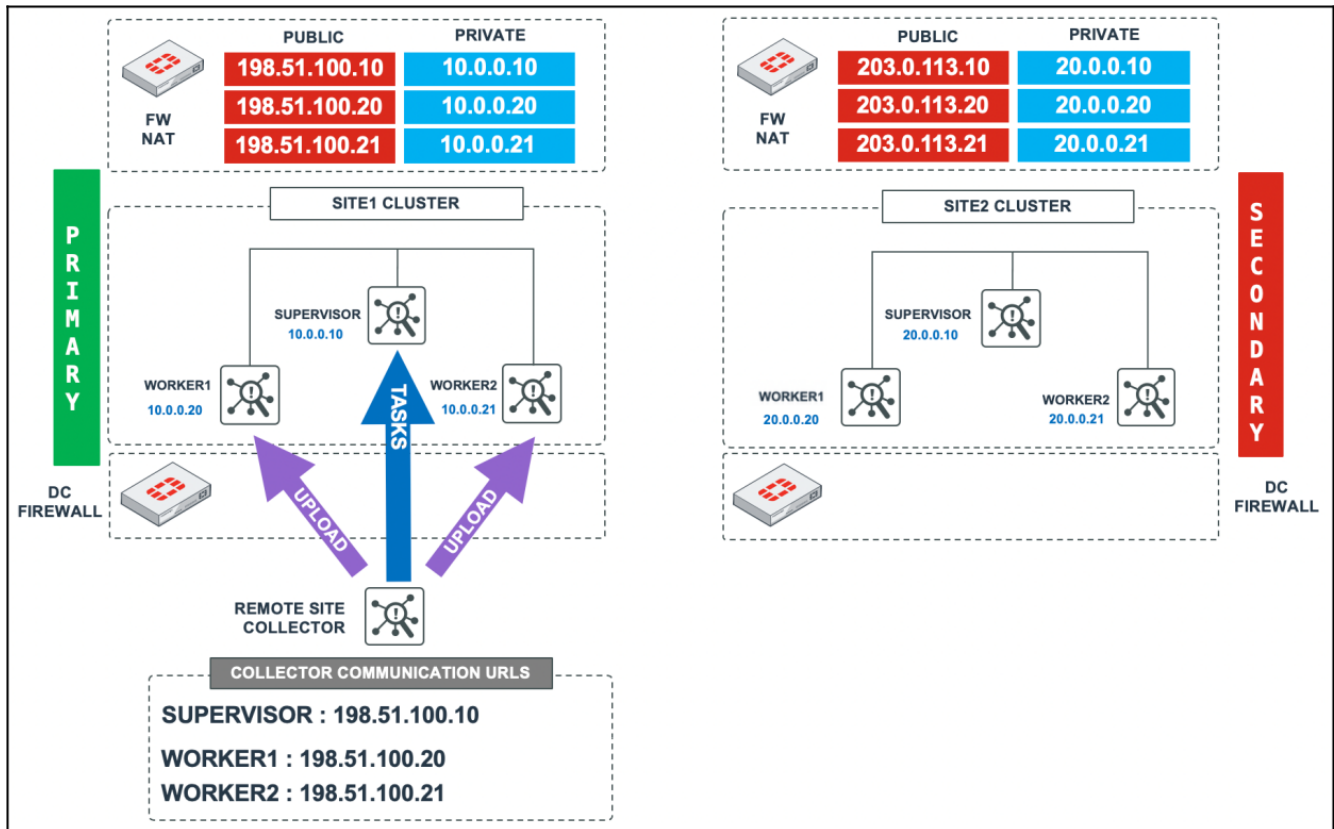 PUBLIC PRIVATE
198.51.100.10 10.0.0.10
198.51.100.20 10.0.0.20
198.51.100.21 10.0.0.21
FW
NAT
PUBLIC PRIVATE
203.0.113.10 20.0.0.10
203.0.113.20 20.0.0.20
203.0.113.21 20.0.0.21
FW
NAT
PRIMARY
SITE1 CLUSTER
SUPERVISOR
10.0.0.10
WORKER1
10.0.0.20
WORKER2
10.0.0.21
TASKS
UPLOAD
UPLOAD
DC
FIREWALL
SITE2 CLUSTER
SUPERVISOR
20.0.0.10
WORKER1
20.0.0.20
WORKER2
20.0.0.21
SECONDARY
DC
FIREWALL
REMOTE SITE
COLLECTOR
COLLECTOR COMMUNICATION URLS
SUPERVISOR : 198.51.100.10
WORKER1 : 198.51.100.20
WORKER2 : 198.51.100.21